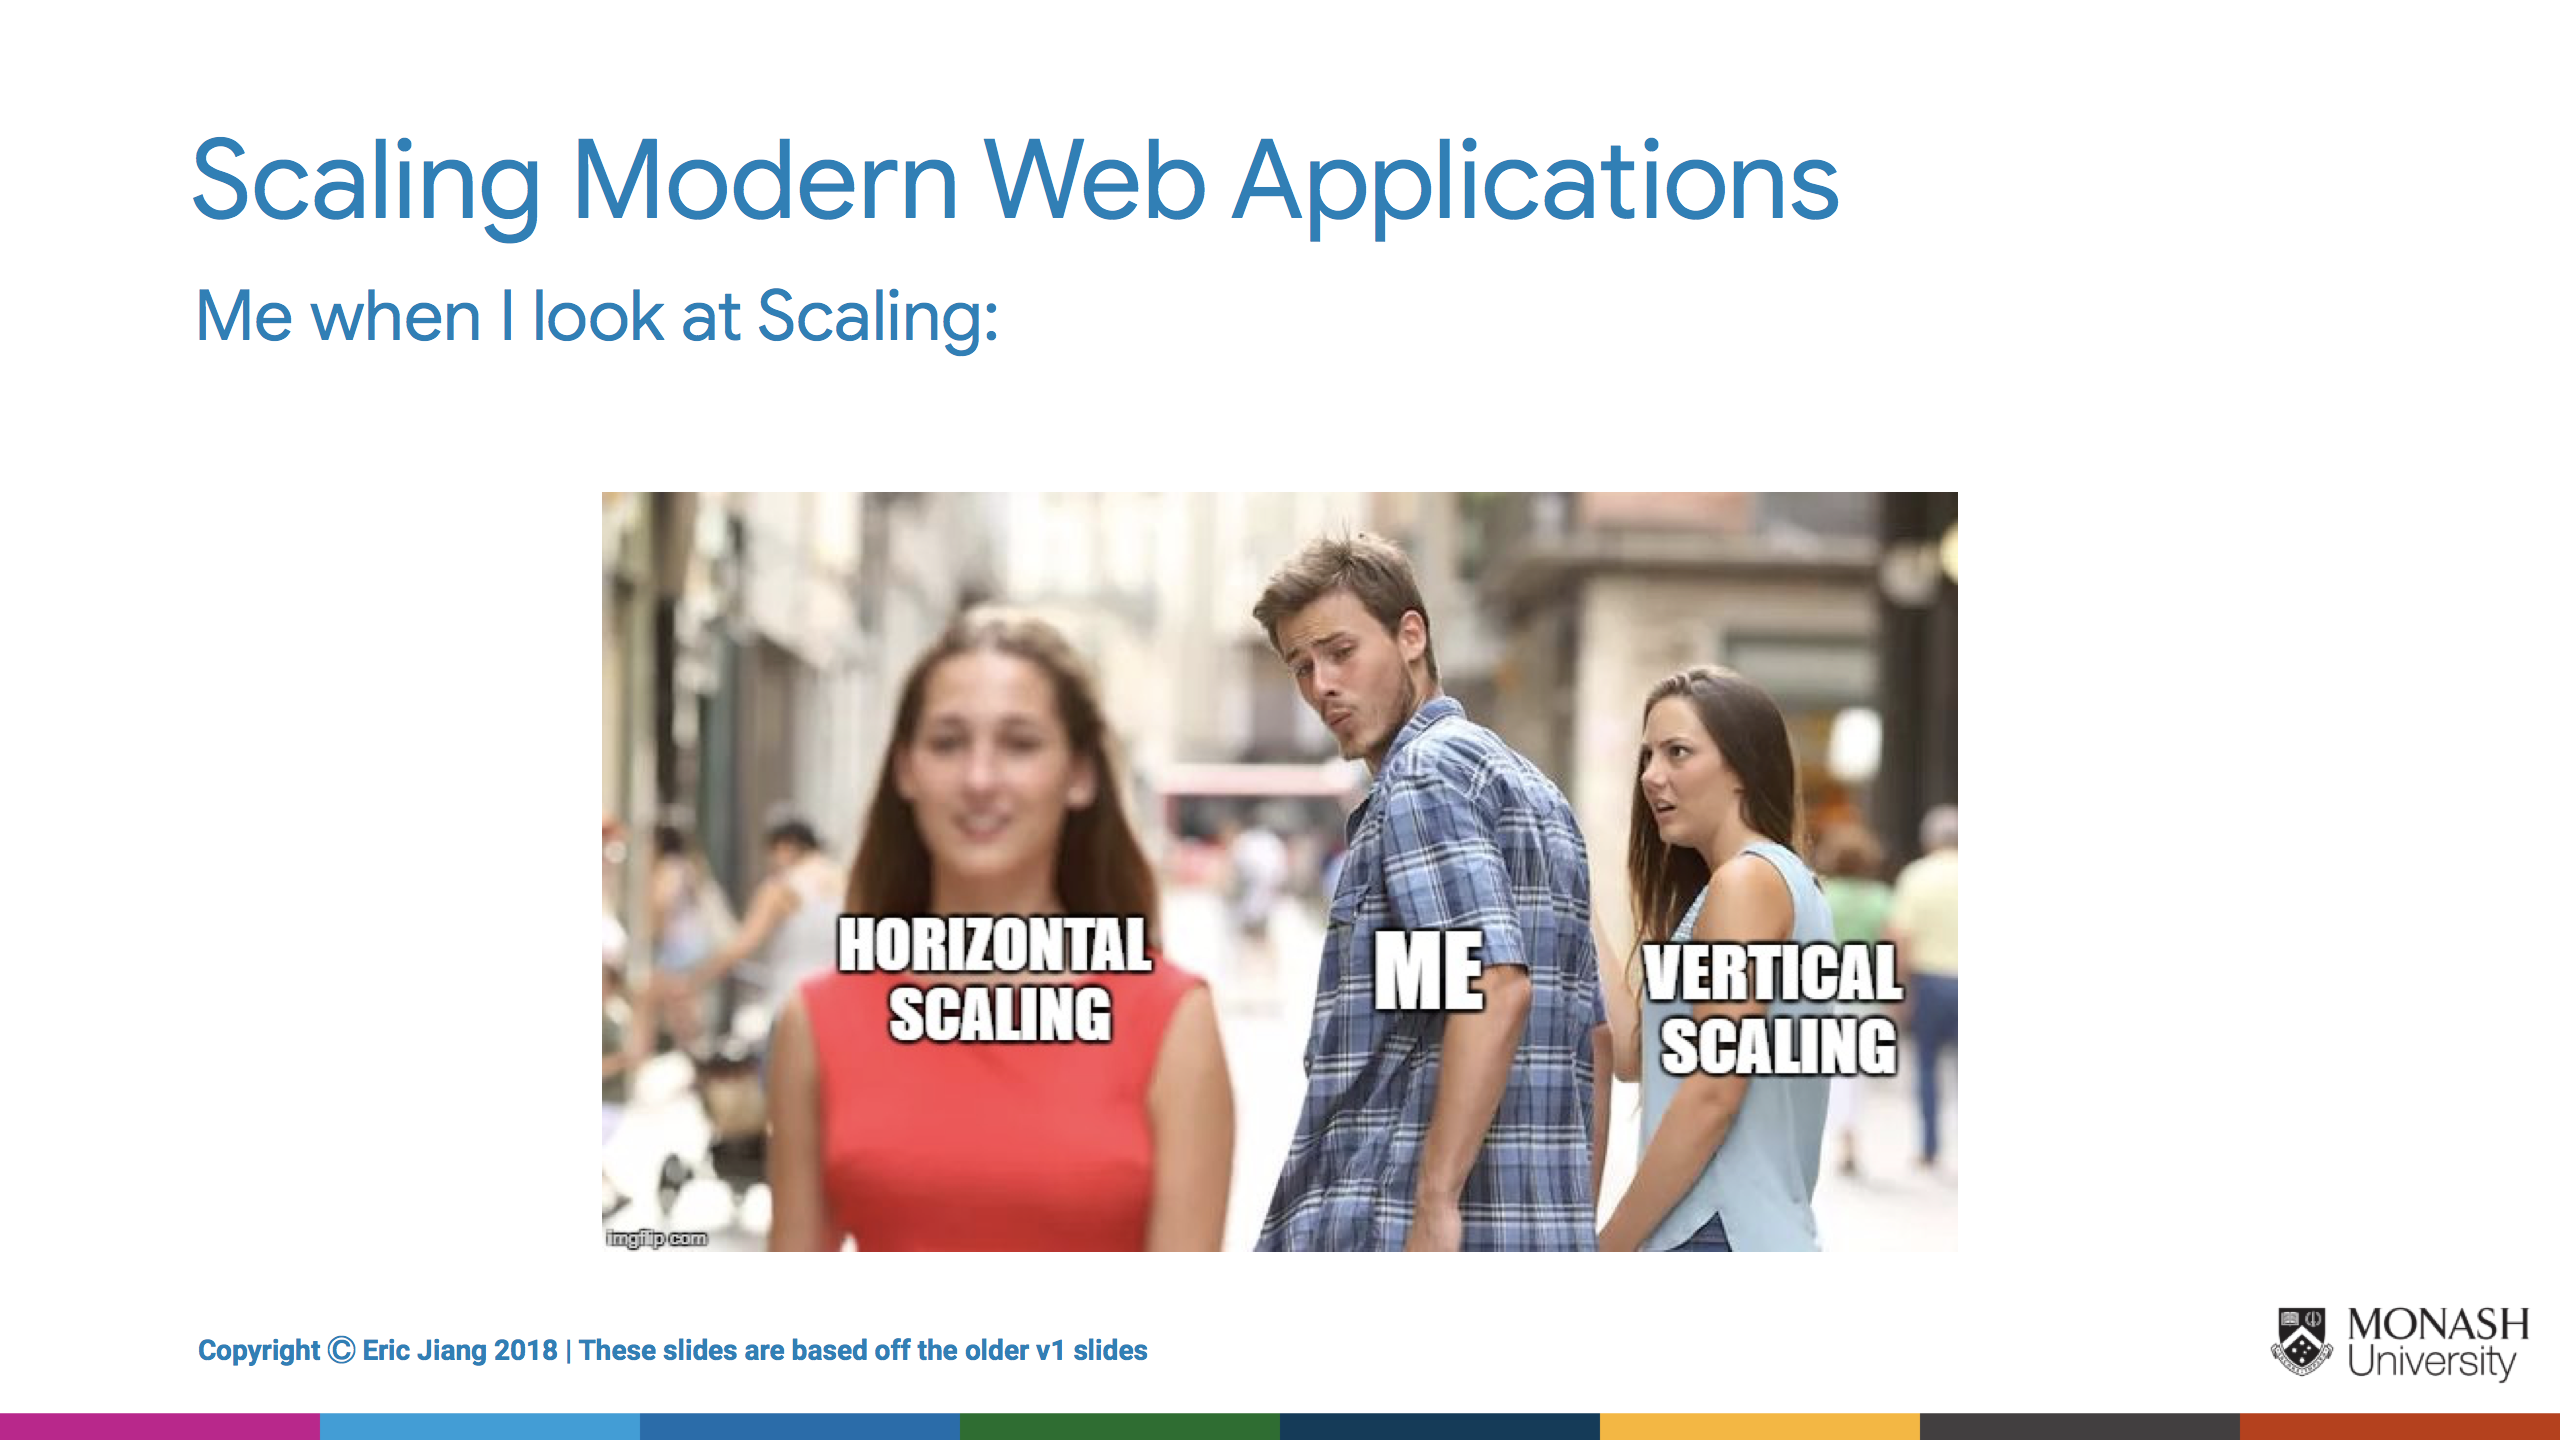 Scaling Modern Web Applications
Me when I look at Scaling:
HORIZONTAL
SCALING
ME
VERTICAL
SCALING
imgflip.com
Copyright © Eric Jiang 2018 | These slides are based off the older v1 slides
MONASH
University